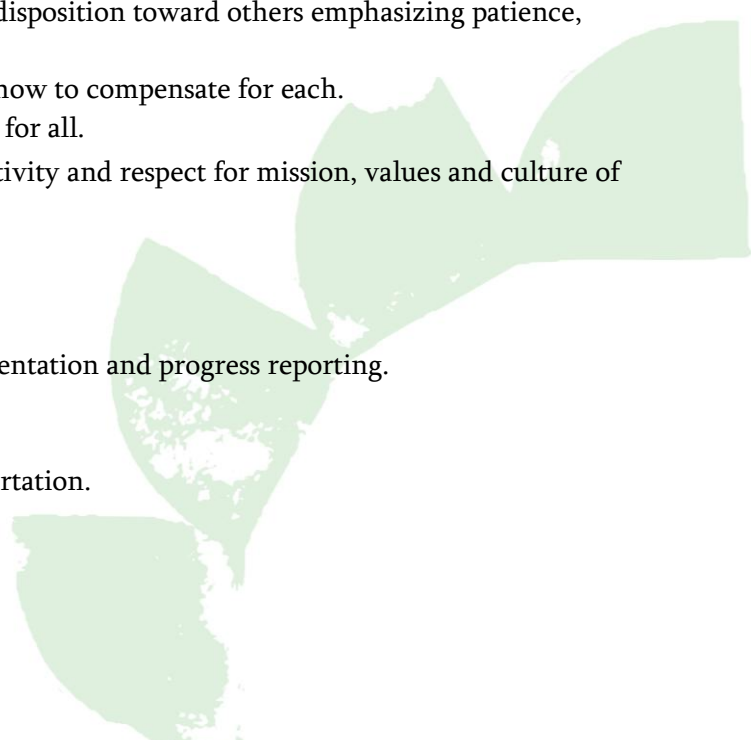 disposition toward others emphasizing patience,
how to compensate for each.
for all.
tivity and respect for mission, values and culture of
entation and progress reporting.
rtation.